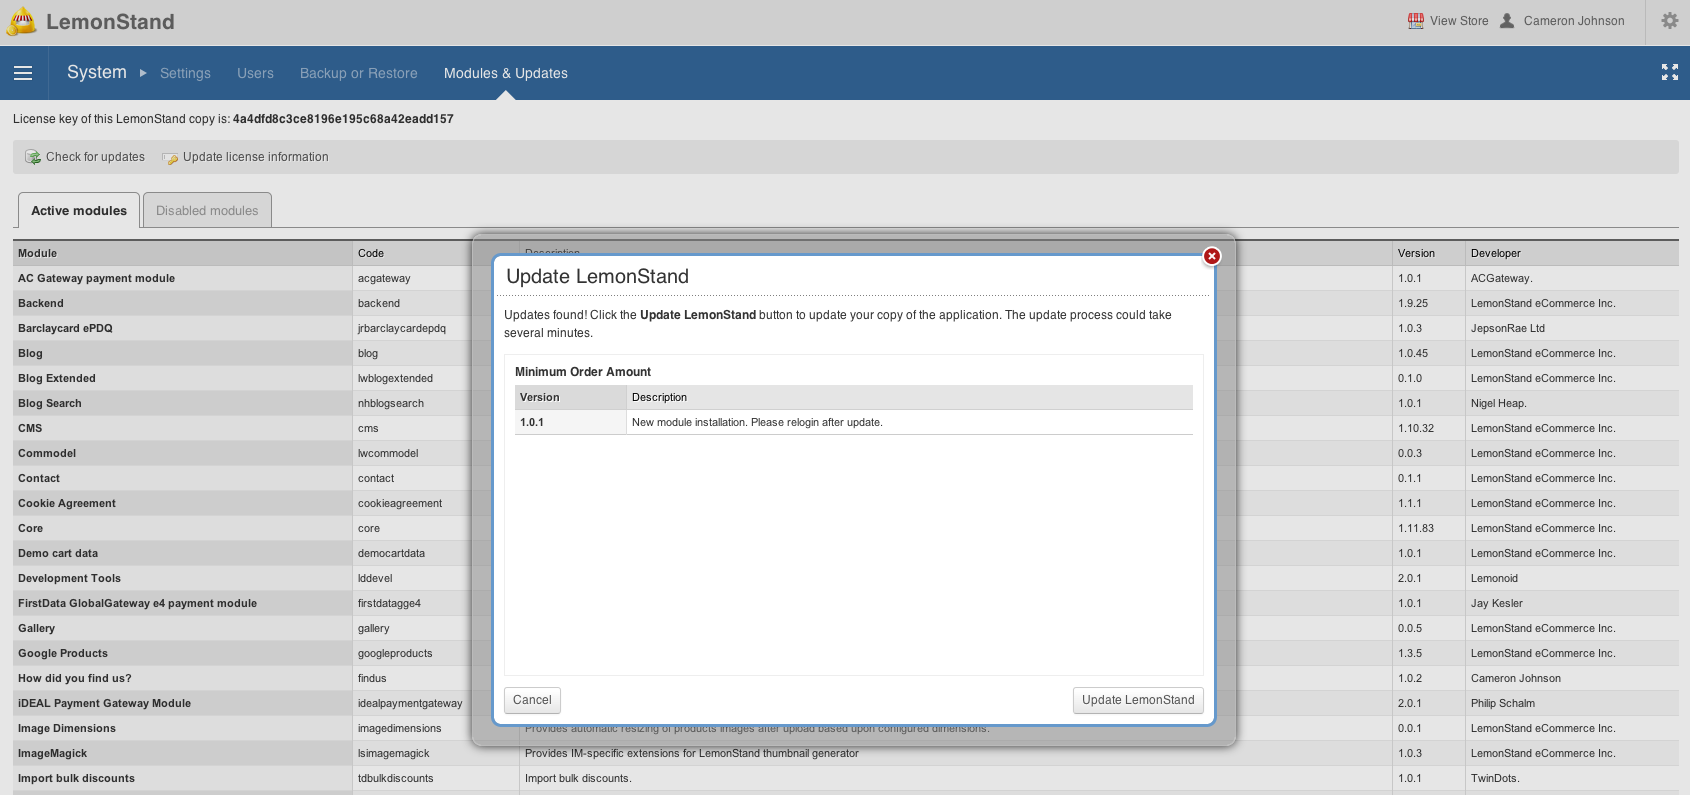 LemonStand
View Store
Cameron Johnson
System
Settings
Users
Backup or Restore
Modules & Updates
License key of this LemonStand copy is: 4a4dfd8c3ce8196e195c68a42eadd157
Check for updates
Update license information
Active modules
Disabled modules
Module Code Description Version Developer
AC Gateway payment module acgateway 1.0.1 ACGateway.
Backend backend 1.9.25 LemonStand eCommerce Inc.
Barclaycard ePDQ jrbarclaycardepdq 1.0.3 JepsonRae Ltd
Blog blog 1.0.45 LemonStand eCommerce Inc.
Blog Extended lwblogextended 0.1.0 LemonStand eCommerce Inc.
Blog Search nhblogsearch 1.0.1 Nigel Heap.
CMS cms 1.10.32 LemonStand eCommerce Inc.
Commodel lwcommodel 0.0.3 LemonStand eCommerce Inc.
Contact contact 0.1.1 LemonStand eCommerce Inc.
Cookie Agreement cookieagreement 1.1.1 LemonStand eCommerce Inc.
Core core 1.11.83 LemonStand eCommerce Inc.
Demo cart data democartdata 1.0.1 LemonStand eCommerce Inc.
Development Tools lddevel 2.0.1 Lemonoid
FirstData GlobalGateway e4 payment module firstdatagge4 1.0.1 Jay Kesler
Gallery gallery 0.0.5 LemonStand eCommerce Inc.
Google Products googleproducts 1.3.5 LemonStand eCommerce Inc.
How did you find us? findus 1.0.2 Cameron Johnson
iDEAL Payment Gateway Module idealpaymentgateway 2.0.1 Philip Schalm
Image Dimensions imagedimensions Provides automatic resizing of products images after upload based upon configured dimensions. 0.0.1 LemonStand eCommerce Inc.
ImageMagick lsimagemagick Provides IM-specific extensions for LemonStand thumbnail generator 1.0.3 LemonStand eCommerce Inc.
Import bulk discounts tdbulkdiscounts Import bulk discounts. 1.0.1 TwinDots.
Update LemonStand
Updates found! Click the Update LemonStand button to update your copy of the application. The update process could take
several minutes.
Minimum Order Amount
Version Description
1.0.1 New module installation. Please relogin after update.
Cancel
Update LemonStand